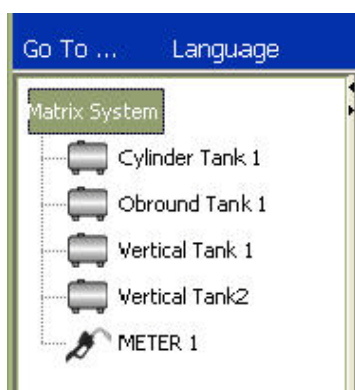 Go To ... Language
Matrix System
Cylinder Tank 1
Obround Tank 1
Vertical Tank 1
Vertical Tank2
METER 1